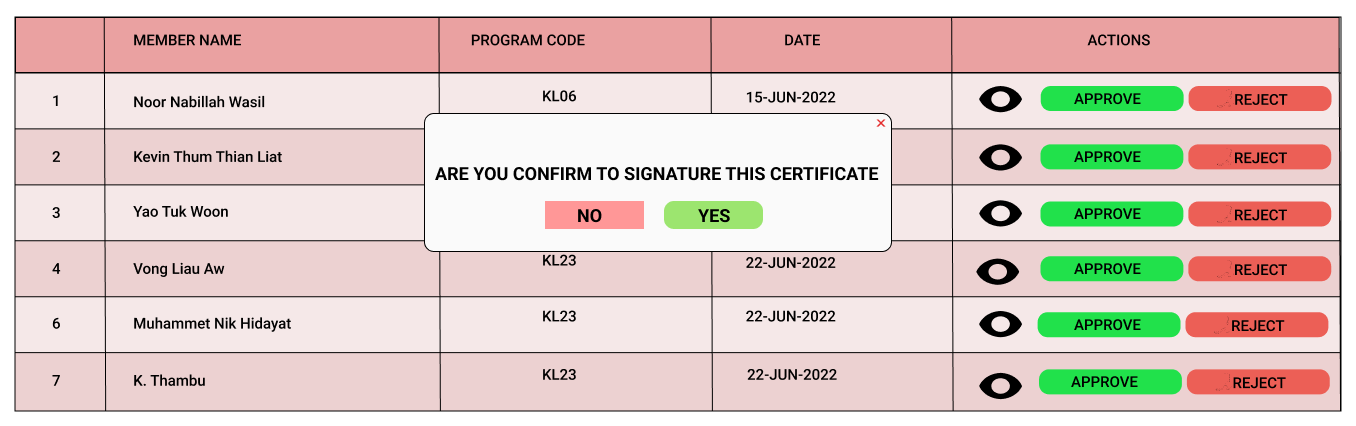 MEMBER NAME PROGRAM CODE DATE ACTIONS
1 Noor Nabillah Wasil KL06 15-JUN-2022 APPROVE REJECT
×
2 Kevin Thum Thian Liat APPROVE REJECT
ARE YOU CONFIRM TO SIGNATURE THIS CERTIFICATE
3 Yao Tuk Woon APPROVE REJECT
NO YES
4 Vong Liau Aw KL23 22-JUN-2022 APPROVE REJECT
6 Muhammet Nik Hidayat KL23 22-JUN-2022 APPROVE REJECT
7 K. Thambu KL23 22-JUN-2022 APPROVE REJECT